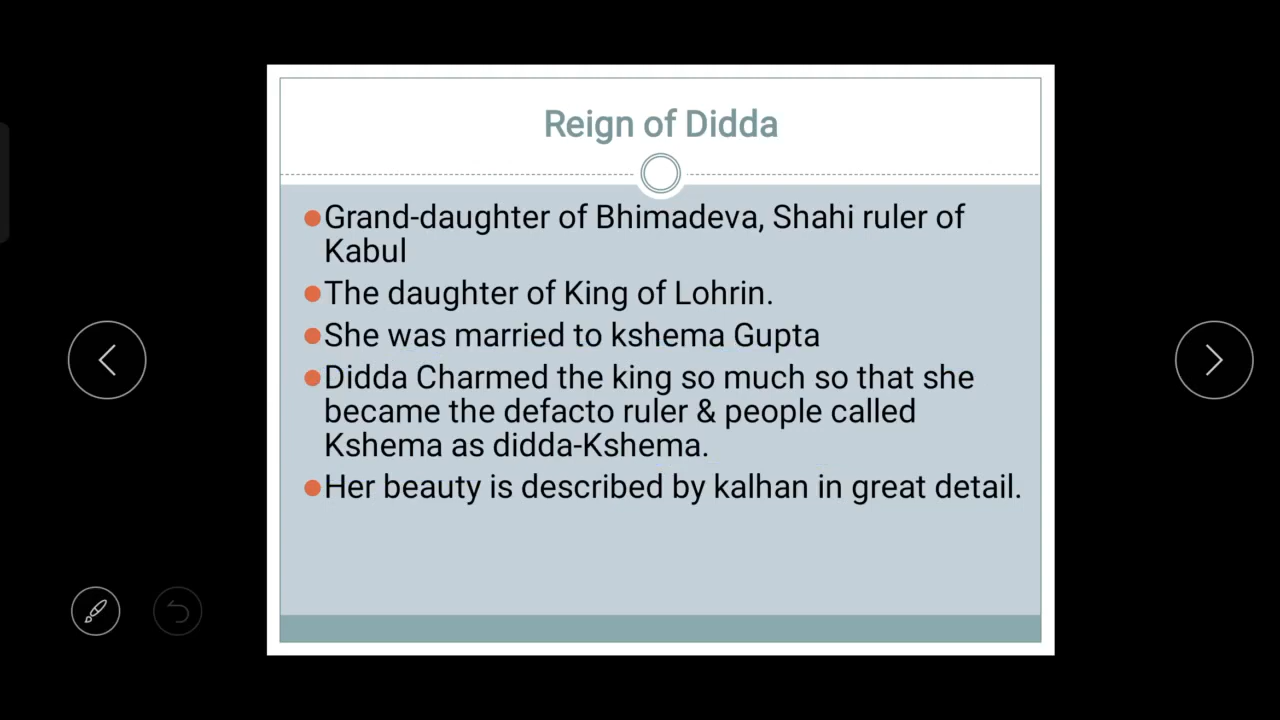 Reign of Didda
Grand-daughter of Bhimadeva, Shahi ruler of
Kabul
The daughter of King of Lohrin.
She was married to kshema Gupta
Didda Charmed the king so much so that she
became the defacto ruler & people called
Kshema as didda-Kshema.
Her beauty is described by kalhan in great detail.